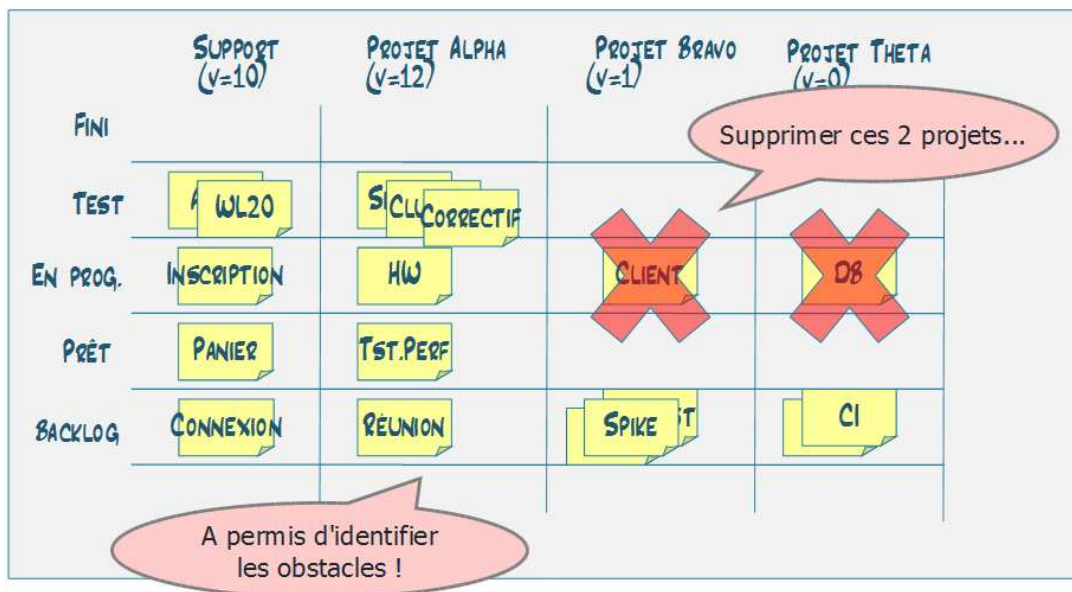 SUPPORT
(V=10)
PROJET ALPHA
(V=12)
PROJET BRAVO
(V=1)
PROJET THETA
(V=0)
FINI
Supprimer ces 2 projets...
TEST
WL20
CORRECTIF
EN PROG.
INSCRIPTION
HW
CLIENT
DB
PRÊT
PANIER
TST.PERF
BACKLOG
CONNEXION
RÉUNION
SPIKE
CI
A permis d'identifier
les obstacles !